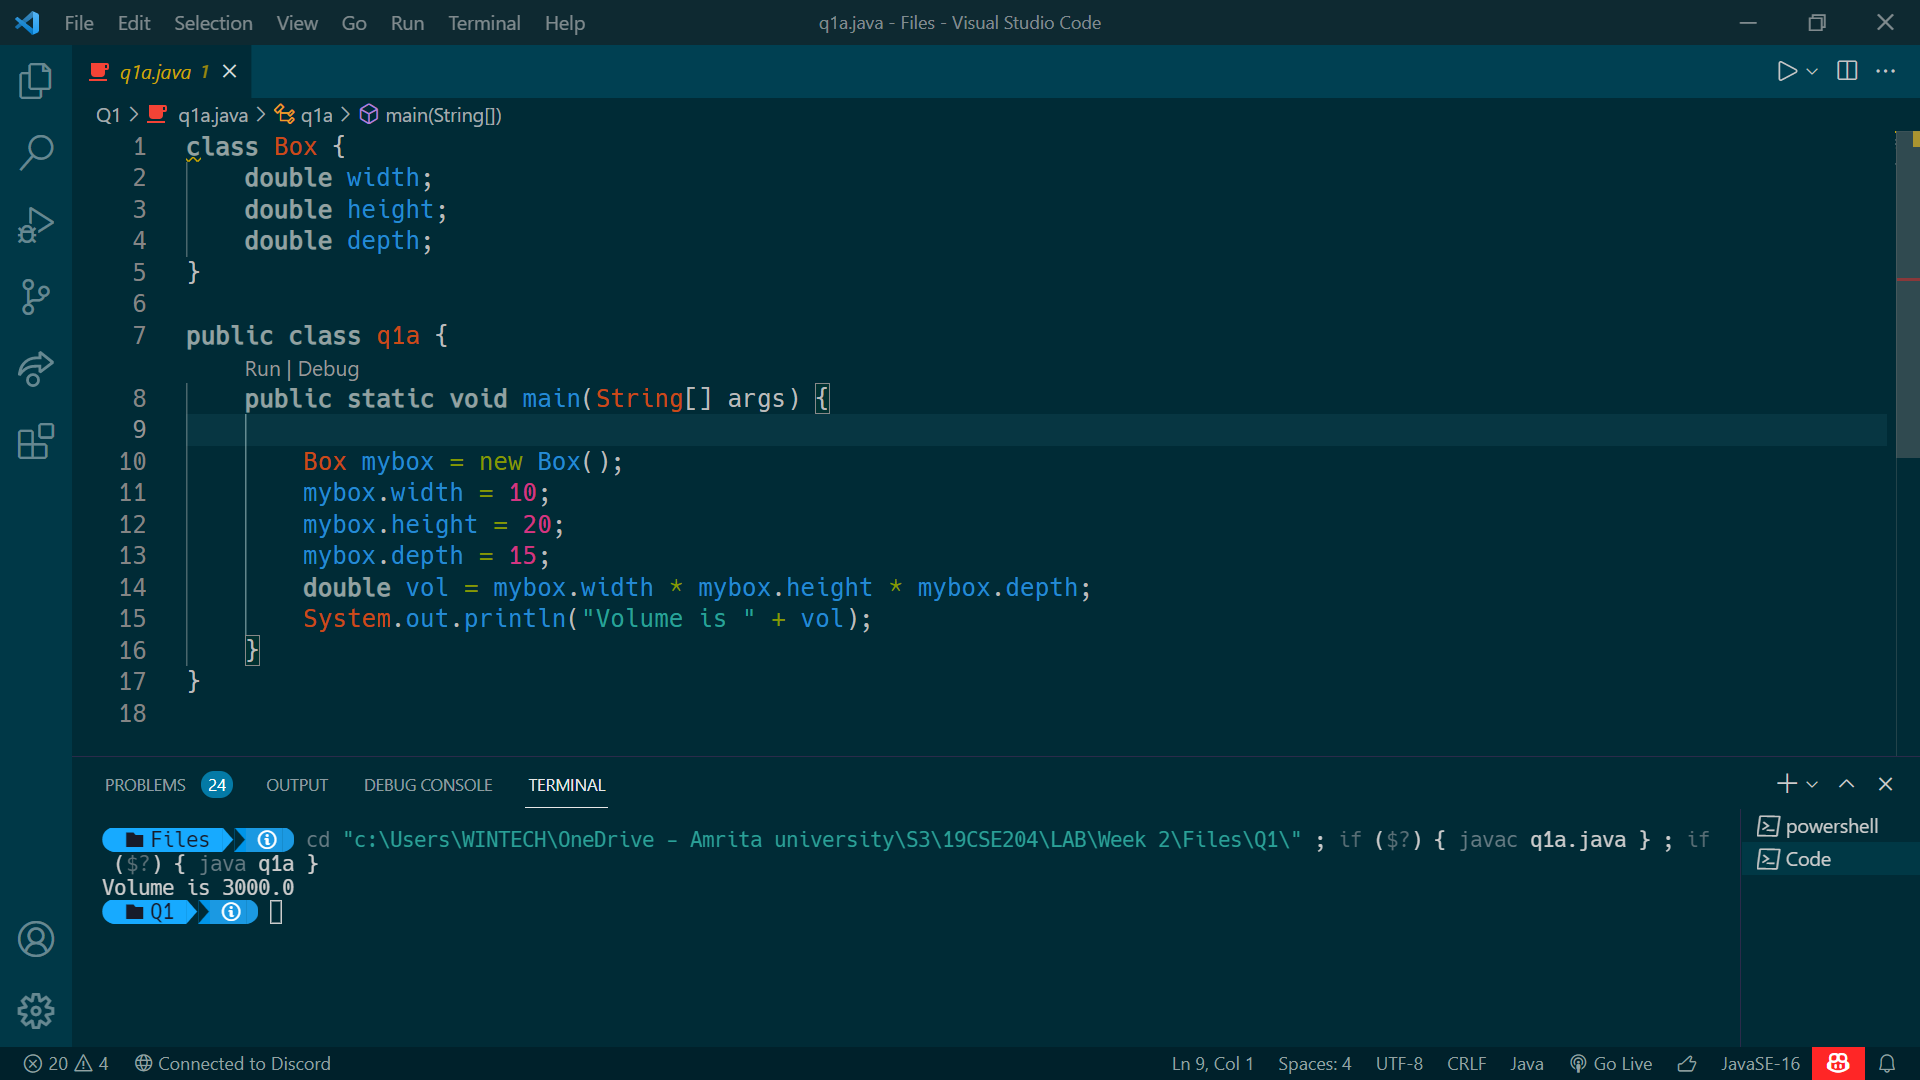 File Edit Selection View Go Run Terminal Help
q1a.java - Files - Visual Studio Code
q1a.java 1
Q1 > q1a.java > q1a > main(String[])
1 class Box {
2     double width;
3     double height;
4     double depth;
5 }
6
7 public class q1a {
Run | Debug
8     public static void main(String[] args) {
9
10         Box mybox = new Box();
11         mybox.width = 10;
12         mybox.height = 20;
13         mybox.depth = 15;
14         double vol = mybox.width * mybox.height * mybox.depth;
15         System.out.println("Volume is " + vol);
16     }
17 }
18
PROBLEMS 24 OUTPUT DEBUG CONSOLE TERMINAL
Files cd "c:\Users\WINTECH\OneDrive - Amrita university\S3\19CSE204\LAB\Week 2\Files\Q1\" ; if ($?) { javac q1a.java } ; if
($?) { java q1a }
Volume is 3000.0
Q1
powershell
Code
20 4 Connected to Discord
Ln 9, Col 1 Spaces: 4 UTF-8 CRLF Java Go Live JavaSE-16